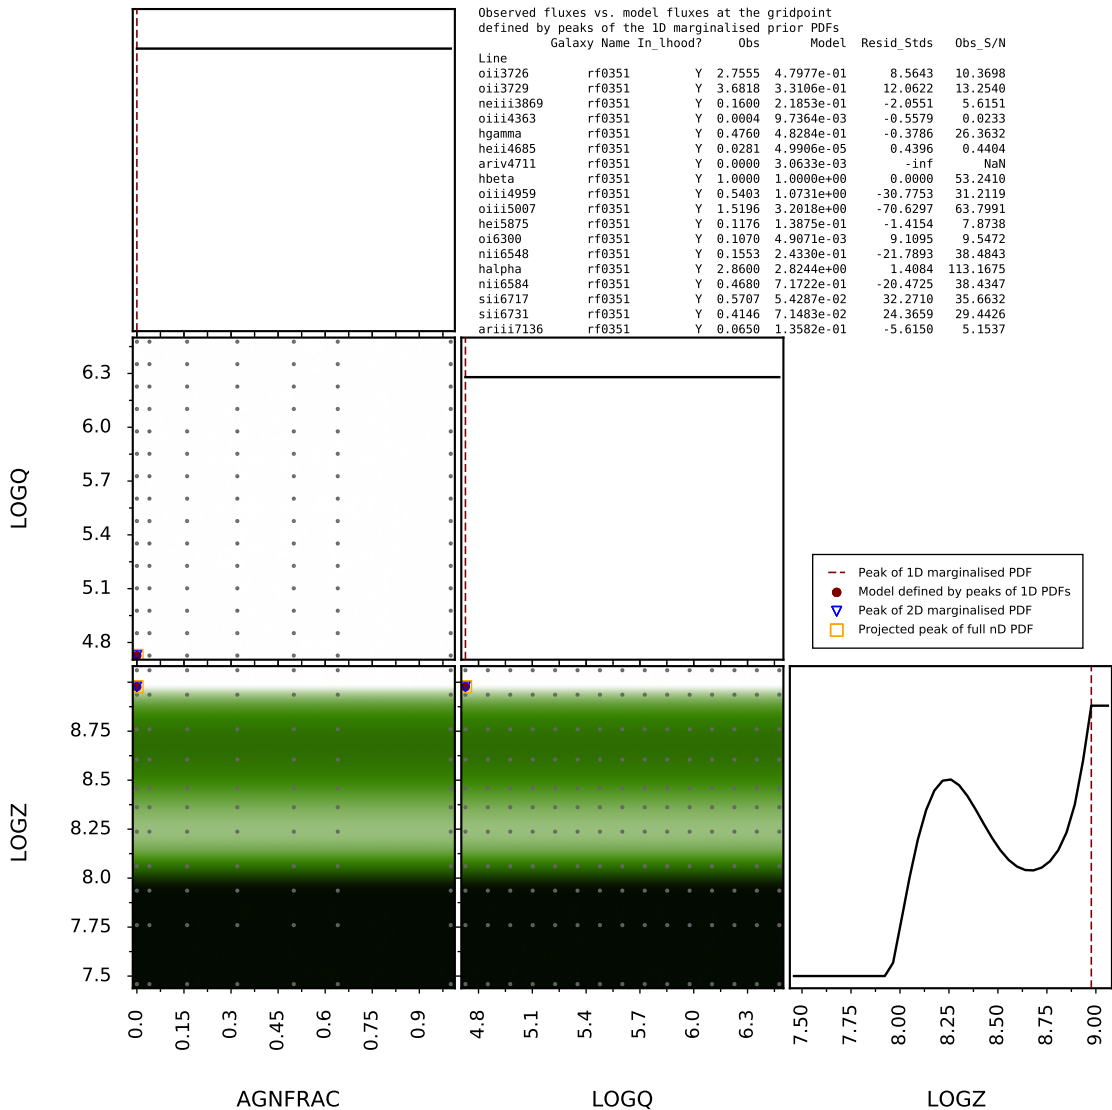 Observed fluxes vs. model fluxes at the gridpoint
defined by peaks of the 1D marginalised prior PDFs
Galaxy Name In_lhood? Obs Model Resid_Stds Obs_S/N
Line
oii3726 rf0351 Y 2.7555 4.7977e-01 8.5643 10.3698
oii3729 rf0351 Y 3.6818 3.3106e-01 12.0622 13.2540
neiii3869 rf0351 Y 0.1600 2.1853e-01 -2.0551 5.6151
oiii4363 rf0351 Y 0.0004 9.7364e-03 -0.5579 0.0233
hgamma rf0351 Y 0.4760 4.8284e-01 -0.3786 26.3632
heii4685 rf0351 Y 0.0281 4.9906e-05 0.4396 0.4404
ariv4711 rf0351 Y 0.0000 3.0633e-03 -inf NaN
hbeta rf0351 Y 1.0000 1.0000e+00 0.0000 53.2410
oiii4959 rf0351 Y 0.5403 1.0731e+00 -30.7753 31.2119
oiii5007 rf0351 Y 1.5196 3.2018e+00 -70.6297 63.7991
hei5875 rf0351 Y 0.1176 1.3875e-01 -1.4154 7.8738
oi6300 rf0351 Y 0.1070 4.9071e-03 9.1095 9.5472
nii6548 rf0351 Y 0.1553 2.4330e-01 -21.7893 38.4843
halpha rf0351 Y 2.8600 2.8244e+00 1.4084 113.1675
nii6584 rf0351 Y 0.4680 7.1722e-01 -20.4725 38.4347
sii6717 rf0351 Y 0.5707 5.4287e-02 32.2710 35.6632
sii6731 rf0351 Y 0.4146 7.1483e-02 24.3659 29.4426
ariii7136 rf0351 Y 0.0650 1.3582e-01 -5.6150 5.1537
6.3
6.0
5.7
5.4
5.1
4.8
LOGQ
Peak of 1D marginalised PDF
Model defined by peaks of 1D PDFs
Peak of 2D marginalised PDF
Projected peak of full nD PDF
8.75
8.5
8.25
8.0
7.75
7.5
LOGZ
0.0 0.15 0.3 0.45 0.6 0.75 0.9
4.8 5.1 5.4 5.7 6.0 6.3
7.50 7.75 8.00 8.25 8.50 8.75 9.00
AGNFRAC LOGQ LOGZ